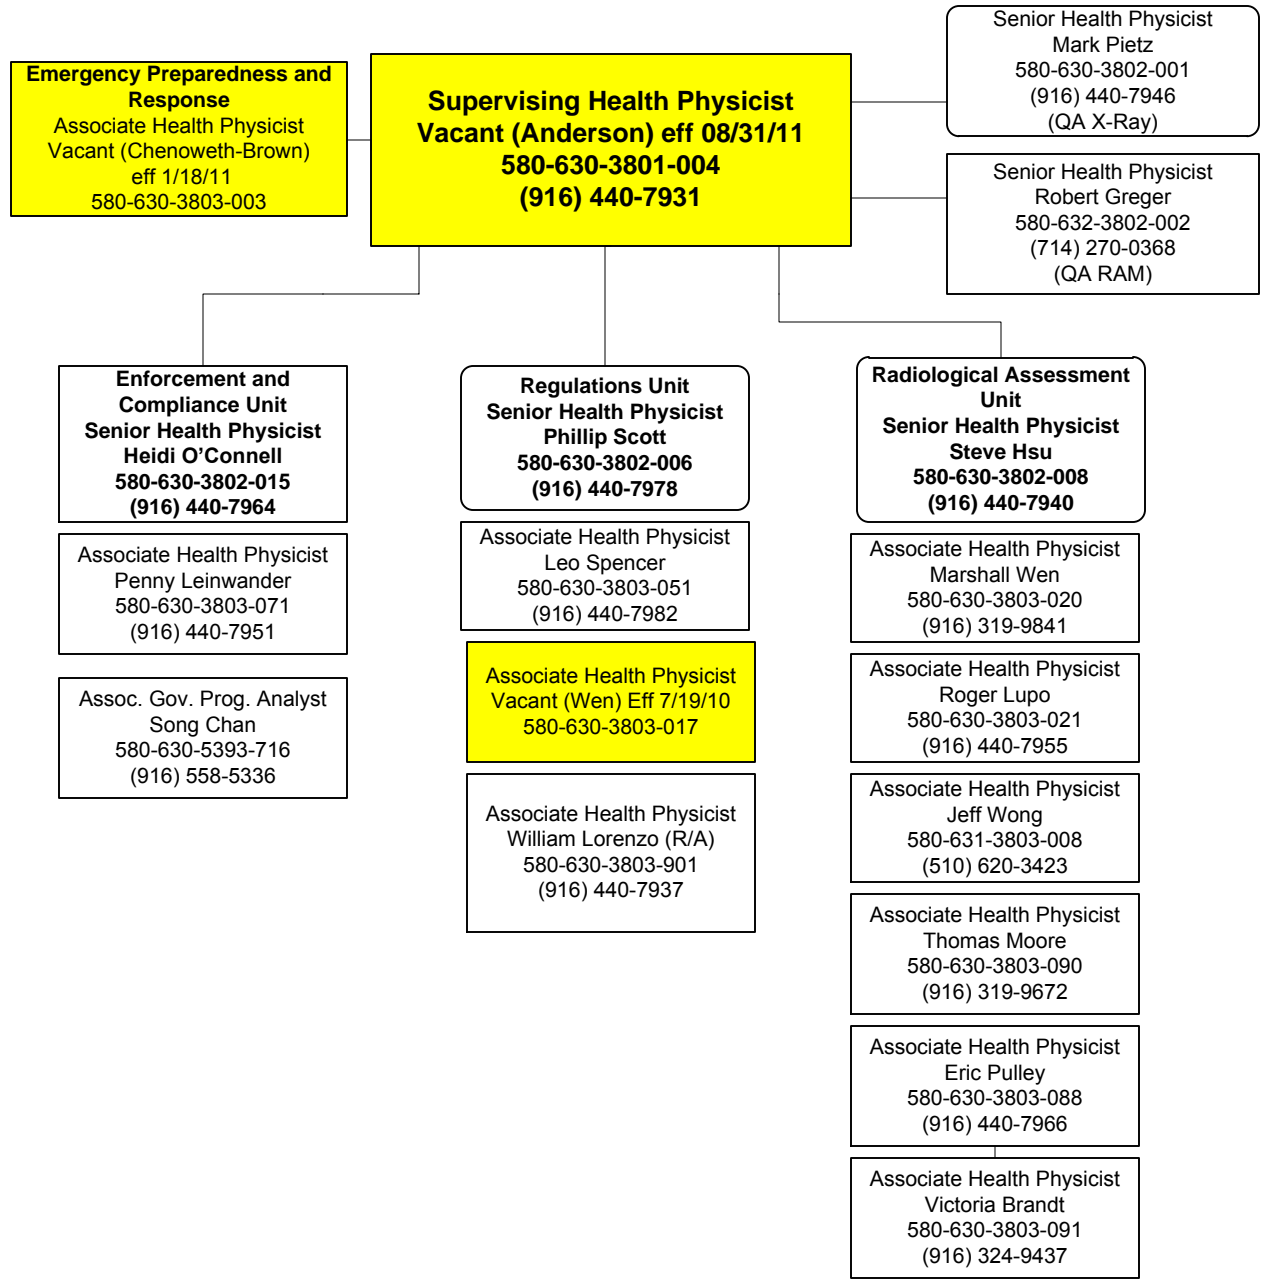 Emergency Preparedness and
Response
Associate Health Physicist
Vacant (Chenoweth-Brown)
eff 1/18/11
580-630-3803-003
Supervising Health Physicist
Vacant (Anderson) eff 08/31/11
580-630-3801-004
(916) 440-7931
Senior Health Physicist
Mark Pietz
580-630-3802-001
(916) 440-7946
(QA X-Ray)
Senior Health Physicist
Robert Greger
580-632-3802-002
(714) 270-0368
(QA RAM)
Enforcement and
Compliance Unit
Senior Health Physicist
Heidi O’Connell
580-630-3802-015
(916) 440-7964
Associate Health Physicist
Penny Leinwander
580-630-3803-071
(916) 440-7951
Assoc. Gov. Prog. Analyst
Song Chan
580-630-5393-716
(916) 558-5336
Regulations Unit
Senior Health Physicist
Phillip Scott
580-630-3802-006
(916) 440-7978
Associate Health Physicist
Leo Spencer
580-630-3803-051
(916) 440-7982
Associate Health Physicist
Vacant (Wen) Eff 7/19/10
580-630-3803-017
Associate Health Physicist
William Lorenzo (R/A)
580-630-3803-901
(916) 440-7937
Radiological Assessment
Unit
Senior Health Physicist
Steve Hsu
580-630-3802-008
(916) 440-7940
Associate Health Physicist
Marshall Wen
580-630-3803-020
(916) 319-9841
Associate Health Physicist
Roger Lupo
580-630-3803-021
(916) 440-7955
Associate Health Physicist
Jeff Wong
580-631-3803-008
(510) 620-3423
Associate Health Physicist
Thomas Moore
580-630-3803-090
(916) 319-9672
Associate Health Physicist
Eric Pulley
580-630-3803-088
(916) 440-7966
Associate Health Physicist
Victoria Brandt
580-630-3803-091
(916) 324-9437